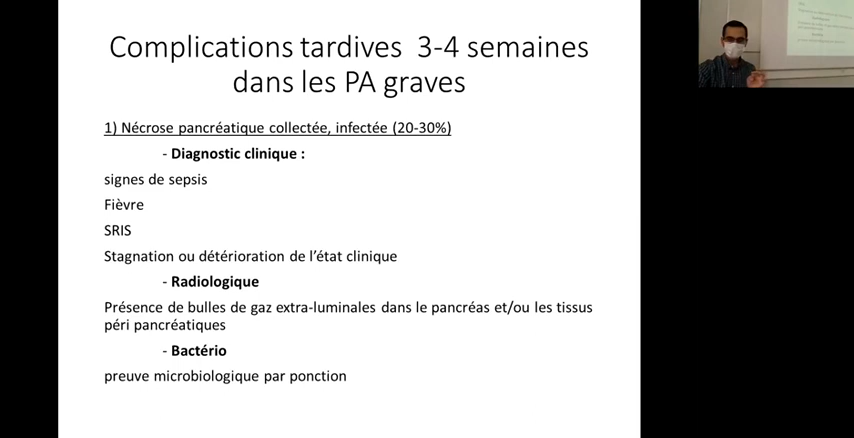 Complications tardives 3-4 semaines
dans les PA graves
1) Nécrose pancréatique collectée, infectée (20-30%)
- Diagnostic clinique :
signes de sepsis
Fièvre
SRIS
Stagnation ou détérioration de l’état clinique
- Radiologique
Présence de bulles de gaz extra-luminales dans le pancréas et/ou les tissus
péri pancréatiques
- Bactério
preuve microbiologique par ponction